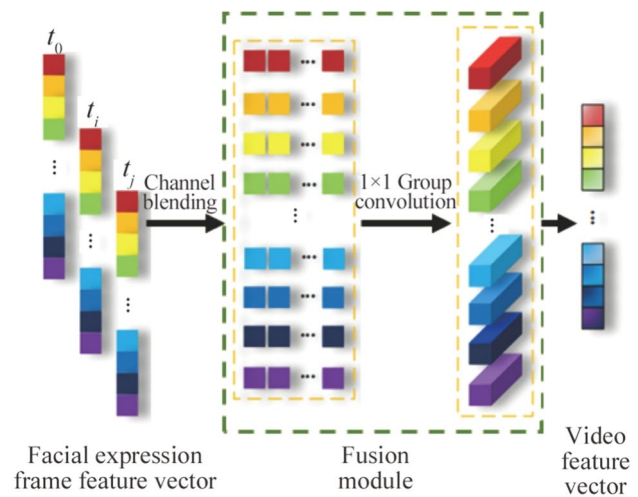 t₀
tᵢ
tⱼ
Channel
blending
1×1 Group
convolution
Facial expression
frame feature vector
Fusion
module
Video
feature
vector